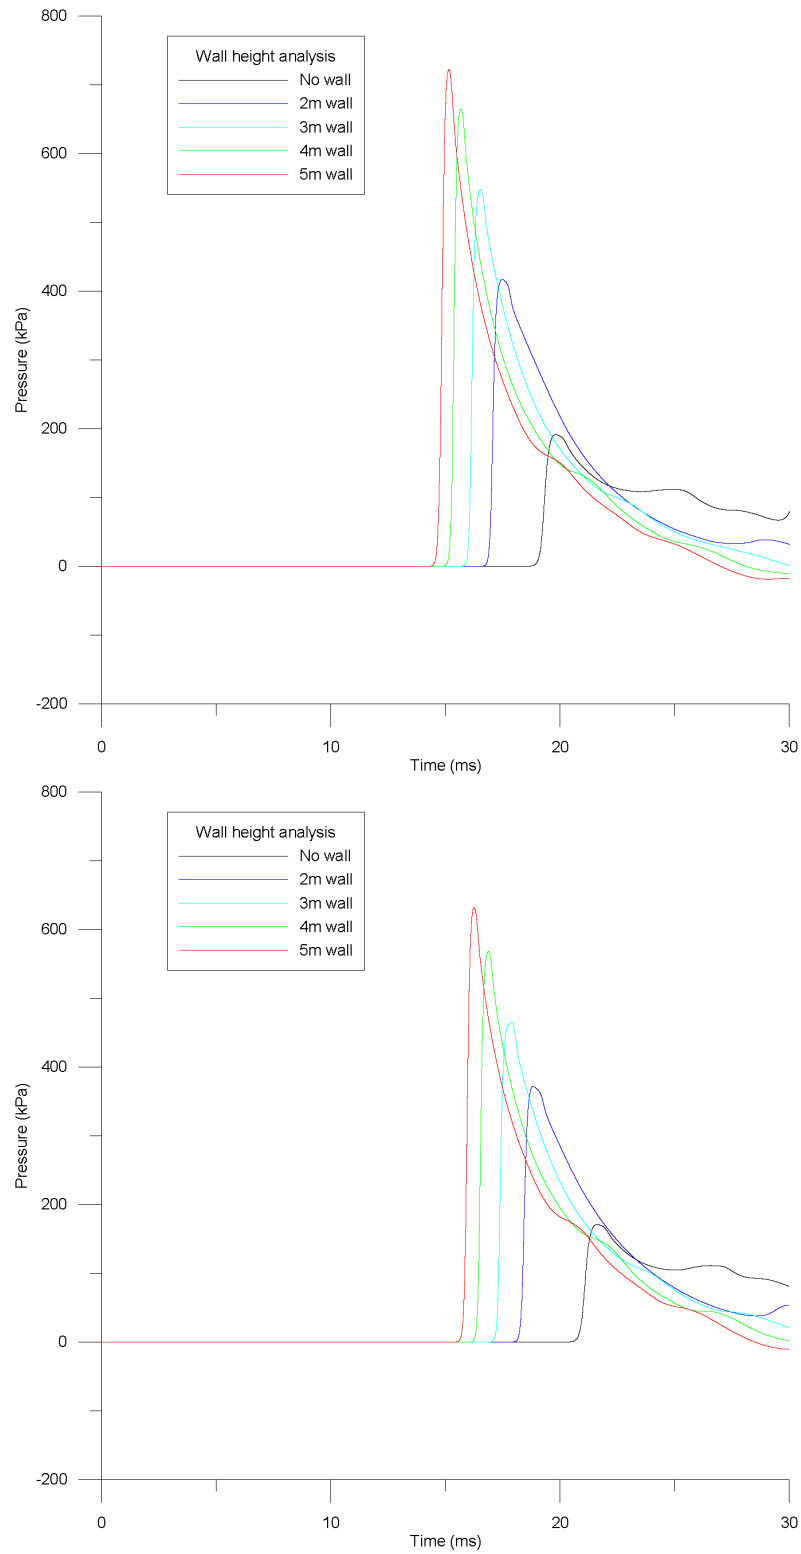 800
Wall height analysis
No wall
2m wall
3m wall
4m wall
5m wall
600
400
Pressure (kPa)
200
0
-200
0 10 20 30
Time (ms)
800
Wall height analysis
No wall
2m wall
3m wall
4m wall
5m wall
600
400
Pressure (kPa)
200
0
-200
0 10 20 30
Time (ms)